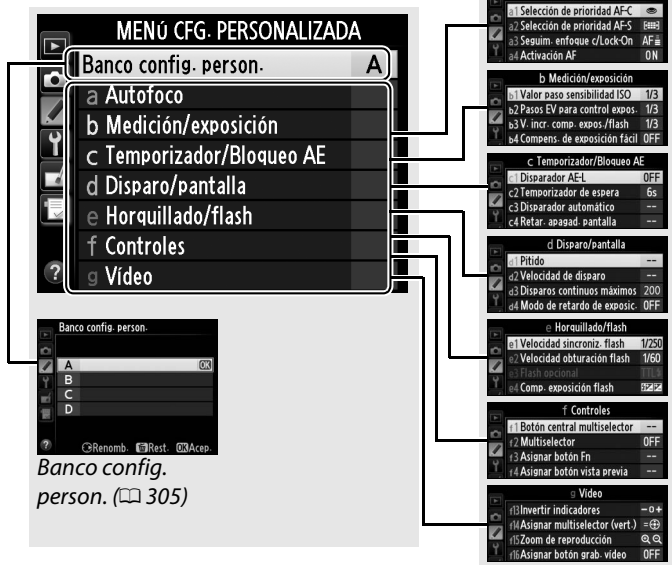 MENÚ CFG. PERSONALIZADA
Banco config. person. A
a Autofoco
b Medición/exposición
c Temporizador/Bloqueo AE
d Disparo/pantalla
e Horquillado/flash
f Controles
g Vídeo
?
Banco config. person.
A OK
B
C
D
?
Renomb. Rest. OK Acep.
Banco config.
person. (305)
a1 Selección de prioridad AF-C
a2 Selección de prioridad AF-S
a3 Seguim. enfoque c/Lock-On AF
a4 Activación AF ON
b Medición/exposición
b1 Valor paso sensibilidad ISO 1/3
b2 Pasos EV para control expos. 1/3
b3 V. incr. comp. expos./flash 1/3
b4 Compens. de exposición fácil OFF
c Temporizador/Bloqueo AE
c1 Disparador AE-L OFF
c2 Temporizador de espera 6s
c3 Disparador automático --
c4 Retar. apagad. pantalla --
d Disparo/pantalla
d1 Pitido --
d2 Velocidad de disparo --
d3 Disparos continuos máximos 200
d4 Modo de retardo de exposic. OFF
e Horquillado/flash
e1 Velocidad sincroniz. flash 1/250
e2 Velocidad obturación flash 1/60
e3 Flash opcional TTL
e4 Comp. exposición flash
f Controles
f1 Botón central multiselector --
f2 Multiselector OFF
f3 Asignar botón Fn --
f4 Asignar botón vista previa --
g Vídeo
f13 Invertir indicadores -0+
f14 Asignar multiselector (vert.)
f15 Zoom de reproducción
f16 Asignar botón grab. vídeo OFF